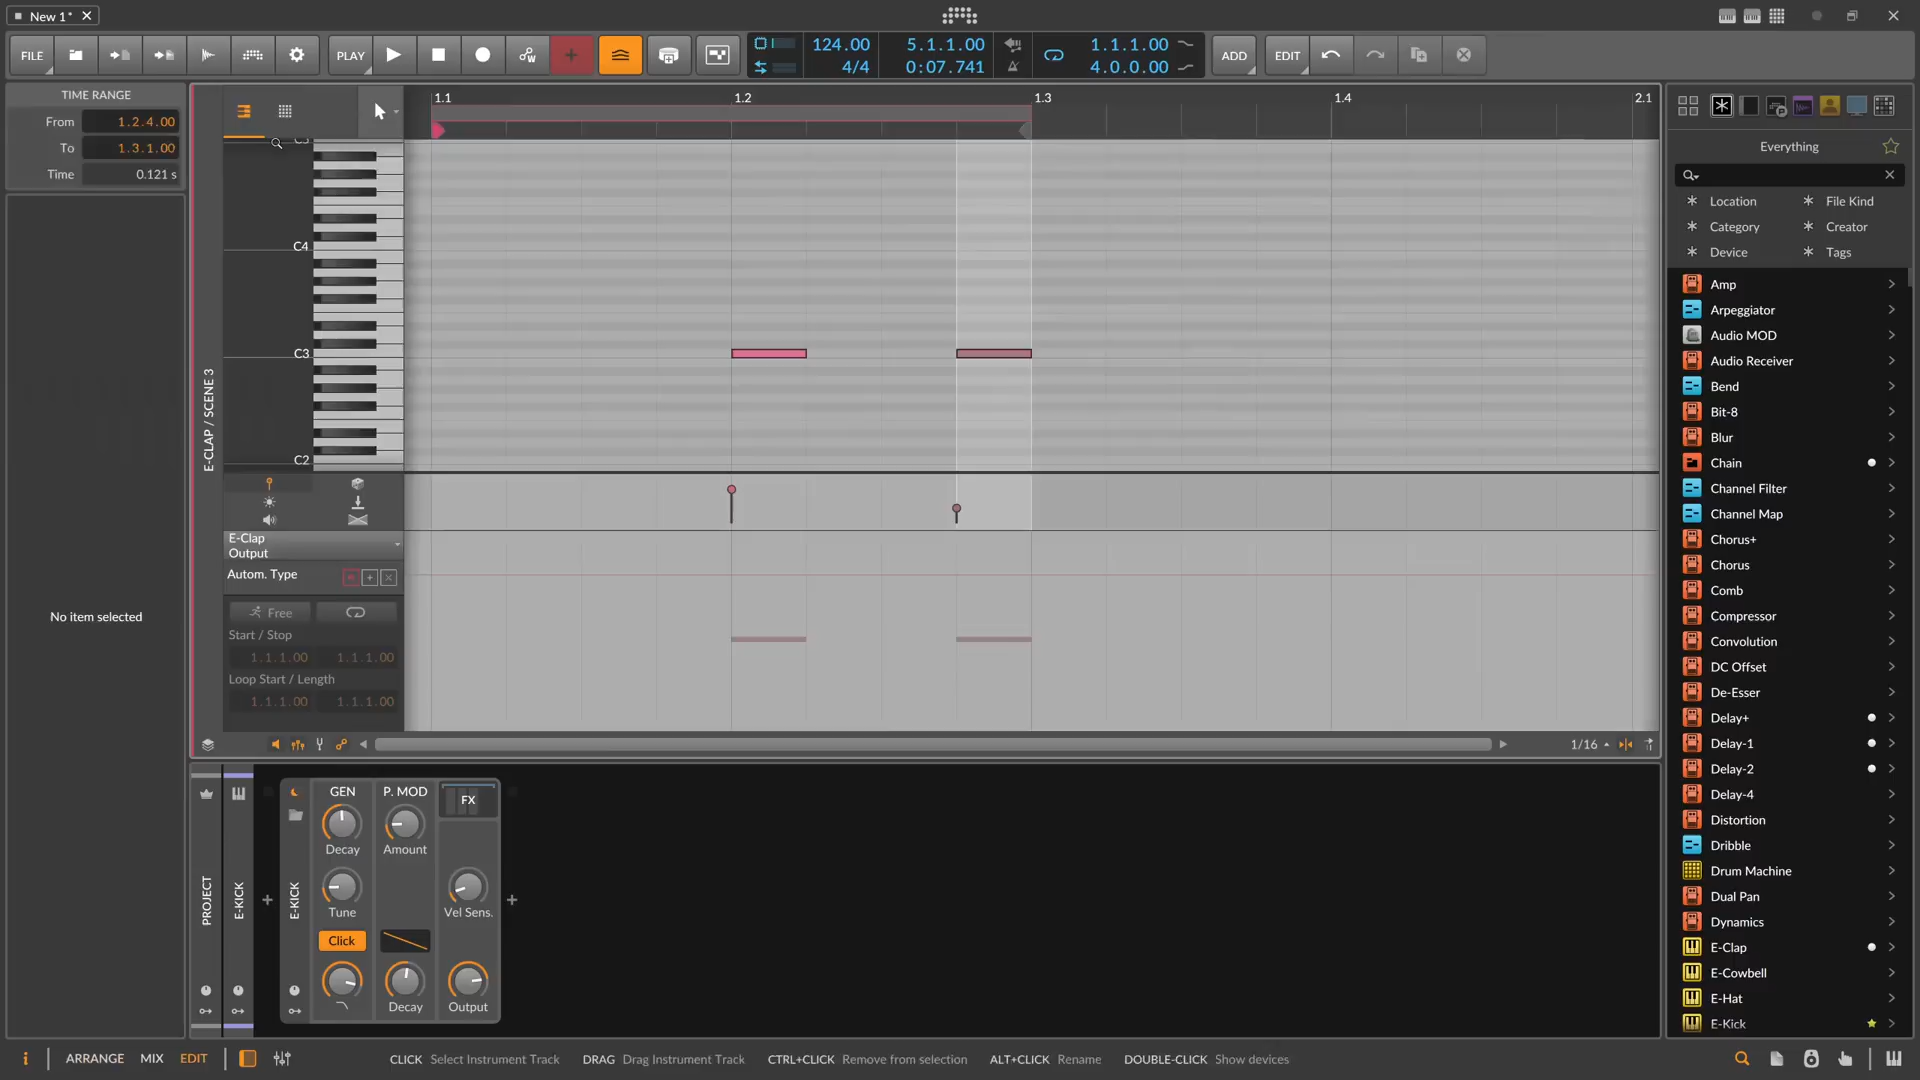 New 1*
FILE
PLAY
124.00
4/4
5.1.1.00
0:07.741
1.1.1.00
4.0.0.00
ADD
EDIT
TIME RANGE
From 1.2.4.00
To 1.3.1.00
Time 0.121 s
No item selected
E-CLAP / SCENE 3
1.1
1.2
1.3
1.4
2.1
C5
C4
C3
C2
E-Clap
Output
Autom. Type
Free
Start / Stop
1.1.1.00 1.1.1.00
Loop Start / Length
1.1.1.00 1.1.1.00
1/16
PROJECT
E-KICK
E-KICK
GEN
Decay
Tune
Click
P. MOD
Amount
Decay
FX
Vel Sens.
Output
Everything
Location File Kind
Category Creator
Device Tags
Amp
Arpeggiator
Audio MOD
Audio Receiver
Bend
Bit-8
Blur
Chain
Channel Filter
Channel Map
Chorus+
Chorus
Comb
Compressor
Convolution
DC Offset
De-Esser
Delay+
Delay-1
Delay-2
Delay-4
Distortion
Dribble
Drum Machine
Dual Pan
Dynamics
E-Clap
E-Cowbell
E-Hat
E-Kick
ARRANGE MIX EDIT
CLICK Select Instrument Track DRAG Drag Instrument Track CTRL+CLICK Remove from selection ALT+CLICK Rename DOUBLE-CLICK Show devices